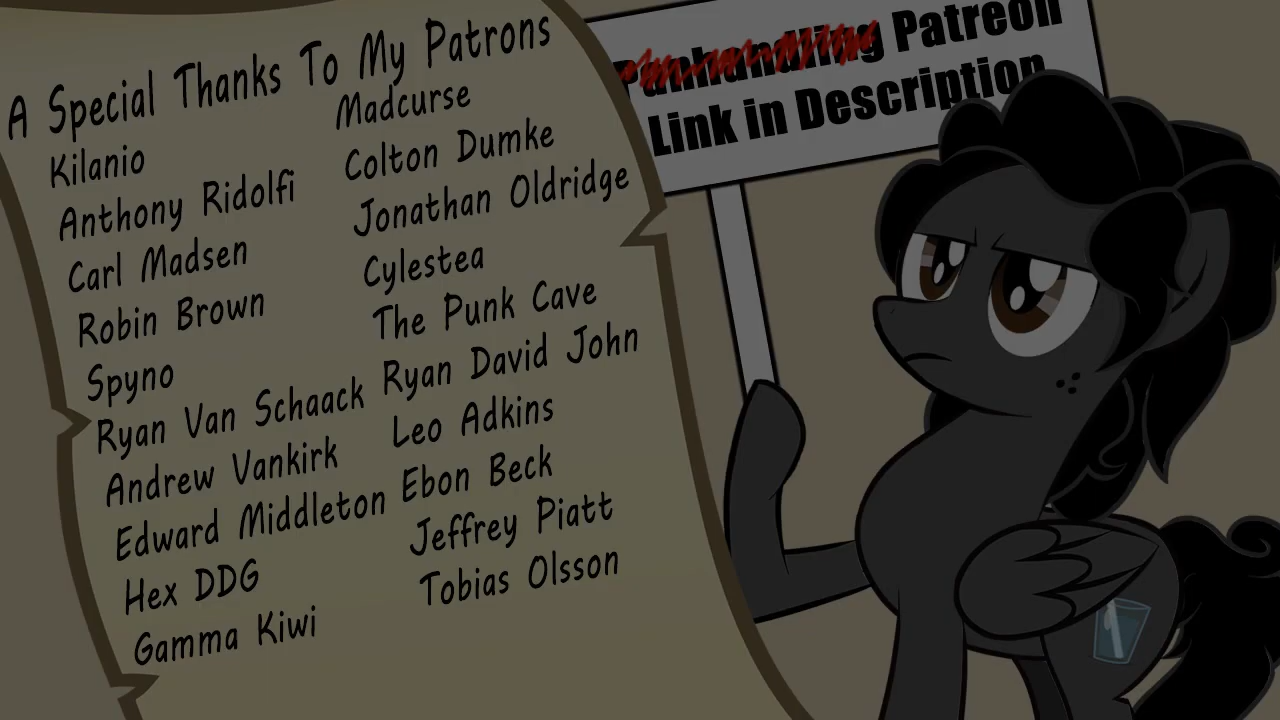 A Special Thanks To My Patrons
Kilanio
Anthony Ridolfi
Carl Madsen
Robin Brown
Spyno
Ryan Van Schaack
Andrew Vankirk
Edward Middleton
Hex DDG
Gamma Kiwi
Madcurse
Colton Dumke
Jonathan Oldridge
Cylestea
The Punk Cave
Ryan David John
Leo Adkins
Ebon Beck
Jeffrey Piatt
Tobias Olsson
Panhandling Patreon
Link in Description